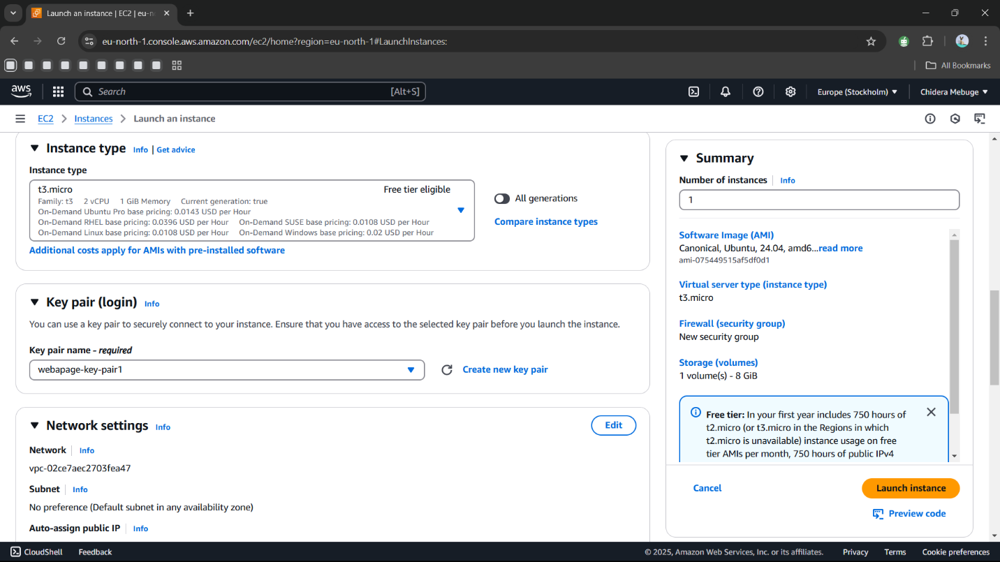 Launch an instance | EC2 | eu-n
eu-north-1.console.aws.amazon.com/ec2/home?region=eu-north-1#LaunchInstances:
All Bookmarks
aws
Search
[Alt+S]
Europe (Stockholm)
Chidera Mebuge
EC2
Instances
Launch an instance
Instance type
Info | Get advice
Instance type
t3.micro
Free tier eligible
Family: t3 2 vCPU 1 GiB Memory Current generation: true
On-Demand Ubuntu Pro base pricing: 0.0143 USD per Hour
On-Demand RHEL base pricing: 0.0396 USD per Hour On-Demand SUSE base pricing: 0.0108 USD per Hour
On-Demand Linux base pricing: 0.0108 USD per Hour On-Demand Windows base pricing: 0.02 USD per Hour
All generations
Compare instance types
Additional costs apply for AMIs with pre-installed software
Key pair (login)
Info
You can use a key pair to securely connect to your instance. Ensure that you have access to the selected key pair before you launch the instance.
Key pair name - required
webapage-key-pair1
Create new key pair
Network settings
Info
Edit
Network
Info
vpc-02ce7aec2703fea47
Subnet
Info
No preference (Default subnet in any availability zone)
Auto-assign public IP
Info
Summary
Number of instances
Info
1
Software Image (AMI)
Canonical, Ubuntu, 24.04, amd6...read more
ami-075449515af5df0d1
Virtual server type (instance type)
t3.micro
Firewall (security group)
New security group
Storage (volumes)
1 volume(s) - 8 GiB
Free tier: In your first year includes 750 hours of
t2.micro (or t3.micro in the Regions in which
t2.micro is unavailable) instance usage on free
tier AMIs per month, 750 hours of public IPv4
Cancel
Launch instance
Preview code
CloudShell
Feedback
© 2025, Amazon Web Services, Inc. or its affiliates.
Privacy
Terms
Cookie preferences